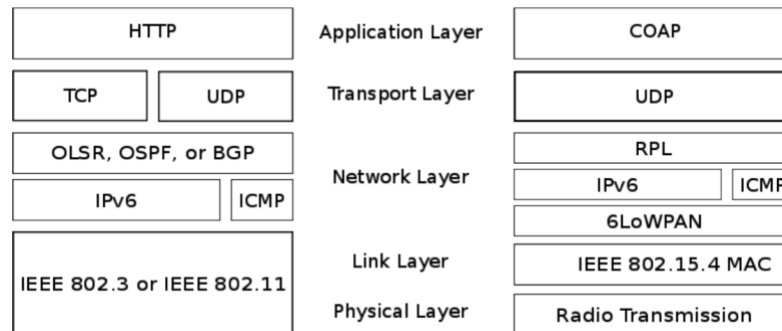 HTTP Application Layer COAP
TCP UDP Transport Layer UDP
OLSR, OSPF, or BGP RPL
Network Layer
IPv6 ICMP IPv6 ICMP
6LoWPAN
Link Layer IEEE 802.15.4 MAC
IEEE 802.3 or IEEE 802.11
Physical Layer Radio Transmission